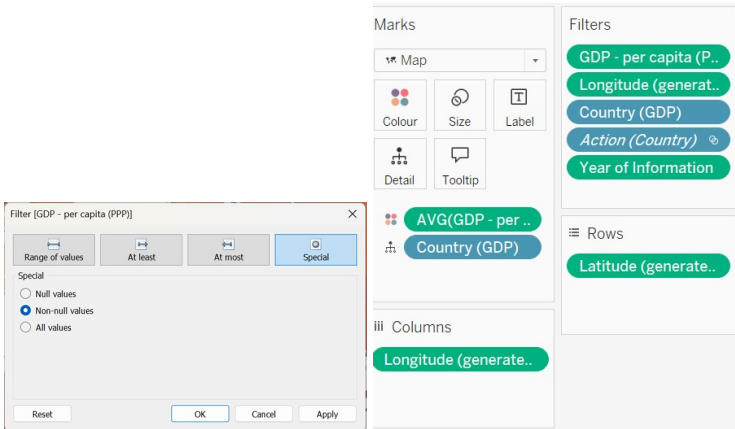 Filter [GDP - per capita (PPP)]
Range of values
At least
At most
Special
Special
Null values
Non-null values
All values
Reset
OK
Cancel
Apply
Marks
Map
Colour
Size
Label
Detail
Tooltip
AVG(GDP - per ..
Country (GDP)
iii Columns
Longitude (generate..
Filters
GDP - per capita (P..
Longitude (generat..
Country (GDP)
Action (Country)
Year of Information
Rows
Latitude (generate..